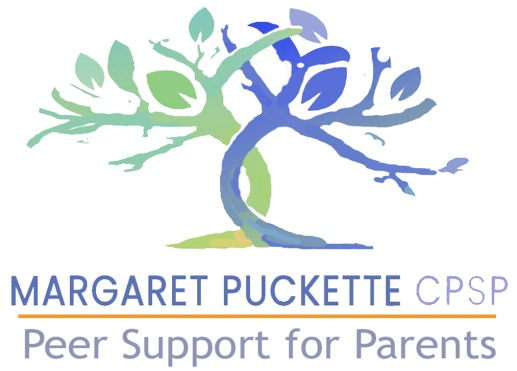 MARGARET PUCKETTE CPSP
Peer Support for Parents